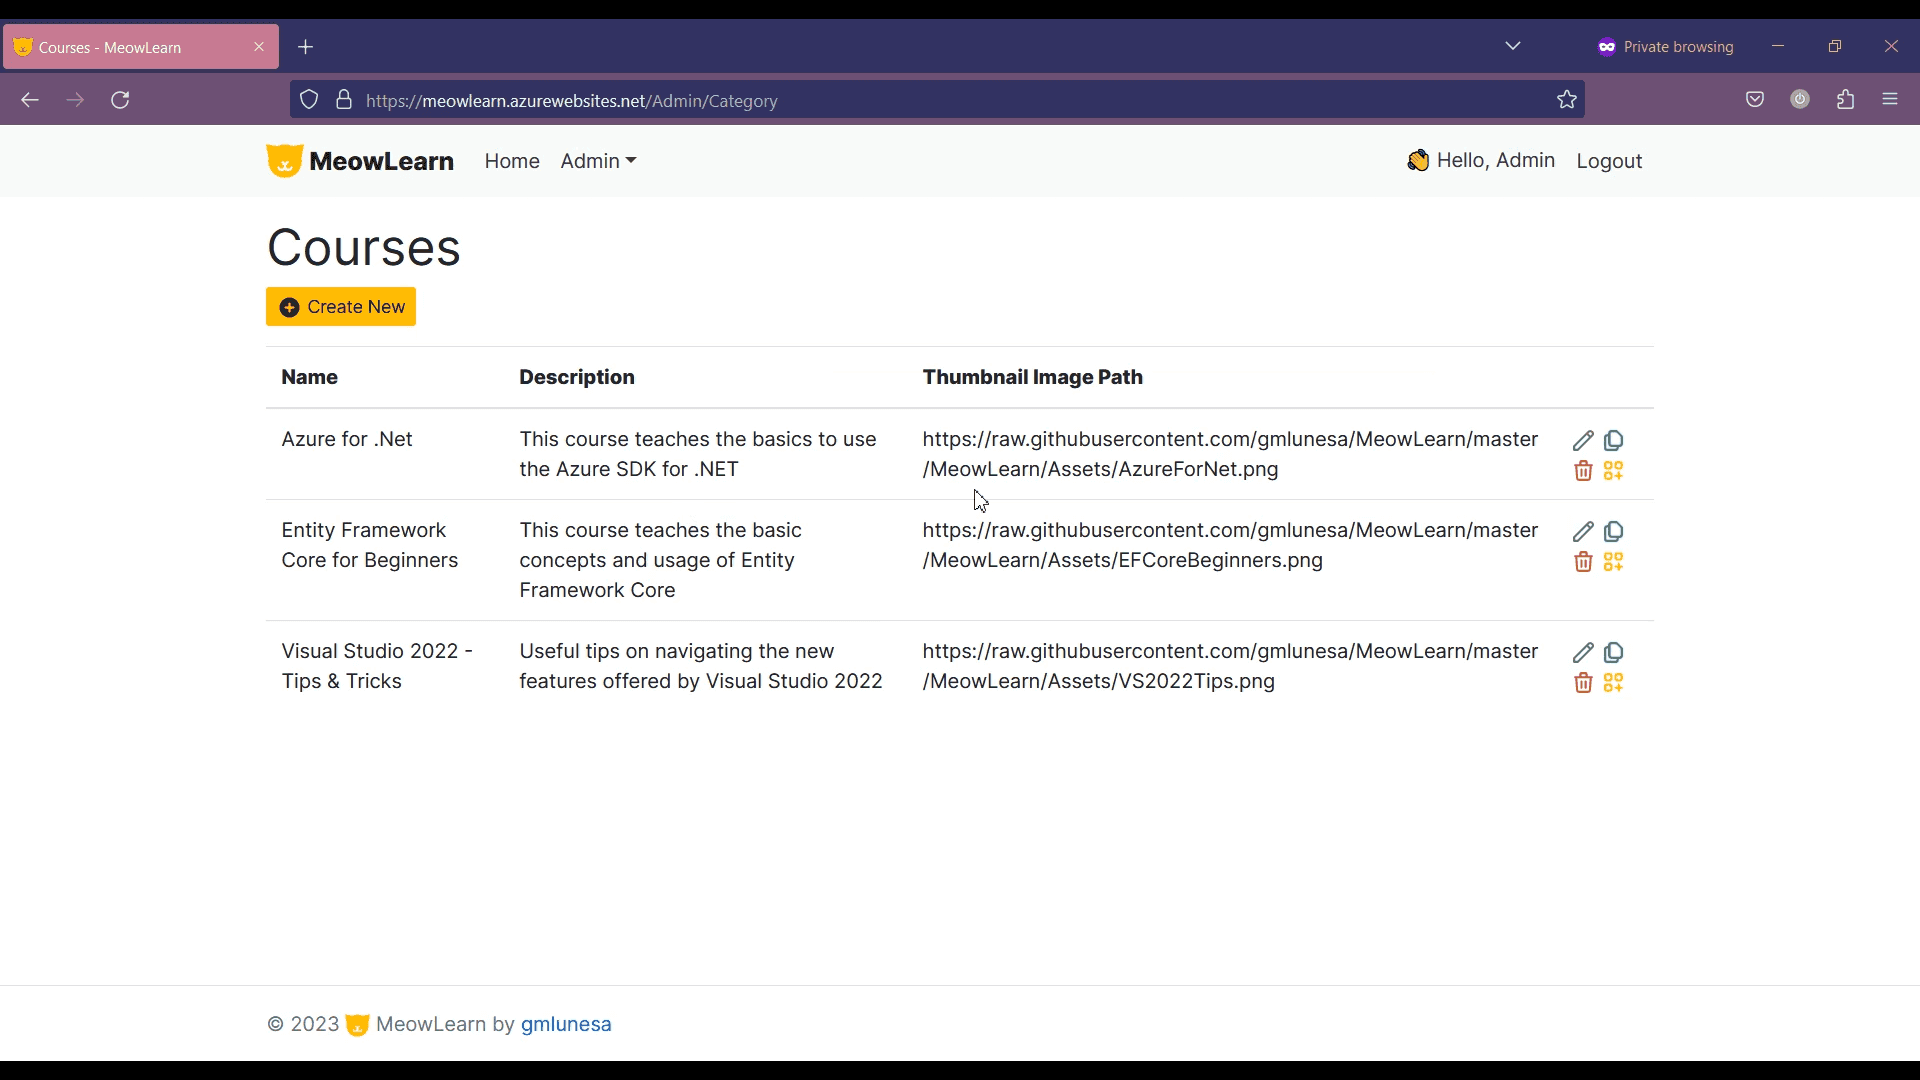 Courses - MeowLearn
Private browsing
https://meowlearn.azurewebsites.net/Admin/Category
MeowLearn Home Admin Hello, Admin Logout
Courses
Create New
Name Description Thumbnail Image Path
Azure for .Net This course teaches the basics to use https://raw.githubusercontent.com/gmlunesa/MeowLearn/master
the Azure SDK for .NET /MeowLearn/Assets/AzureForNet.png
Entity Framework This course teaches the basic https://raw.githubusercontent.com/gmlunesa/MeowLearn/master
Core for Beginners concepts and usage of Entity /MeowLearn/Assets/EFCoreBeginners.png
Framework Core
Visual Studio 2022 - Useful tips on navigating the new https://raw.githubusercontent.com/gmlunesa/MeowLearn/master
Tips & Tricks features offered by Visual Studio 2022 /MeowLearn/Assets/VS2022Tips.png
© 2023 MeowLearn by gmlunesa